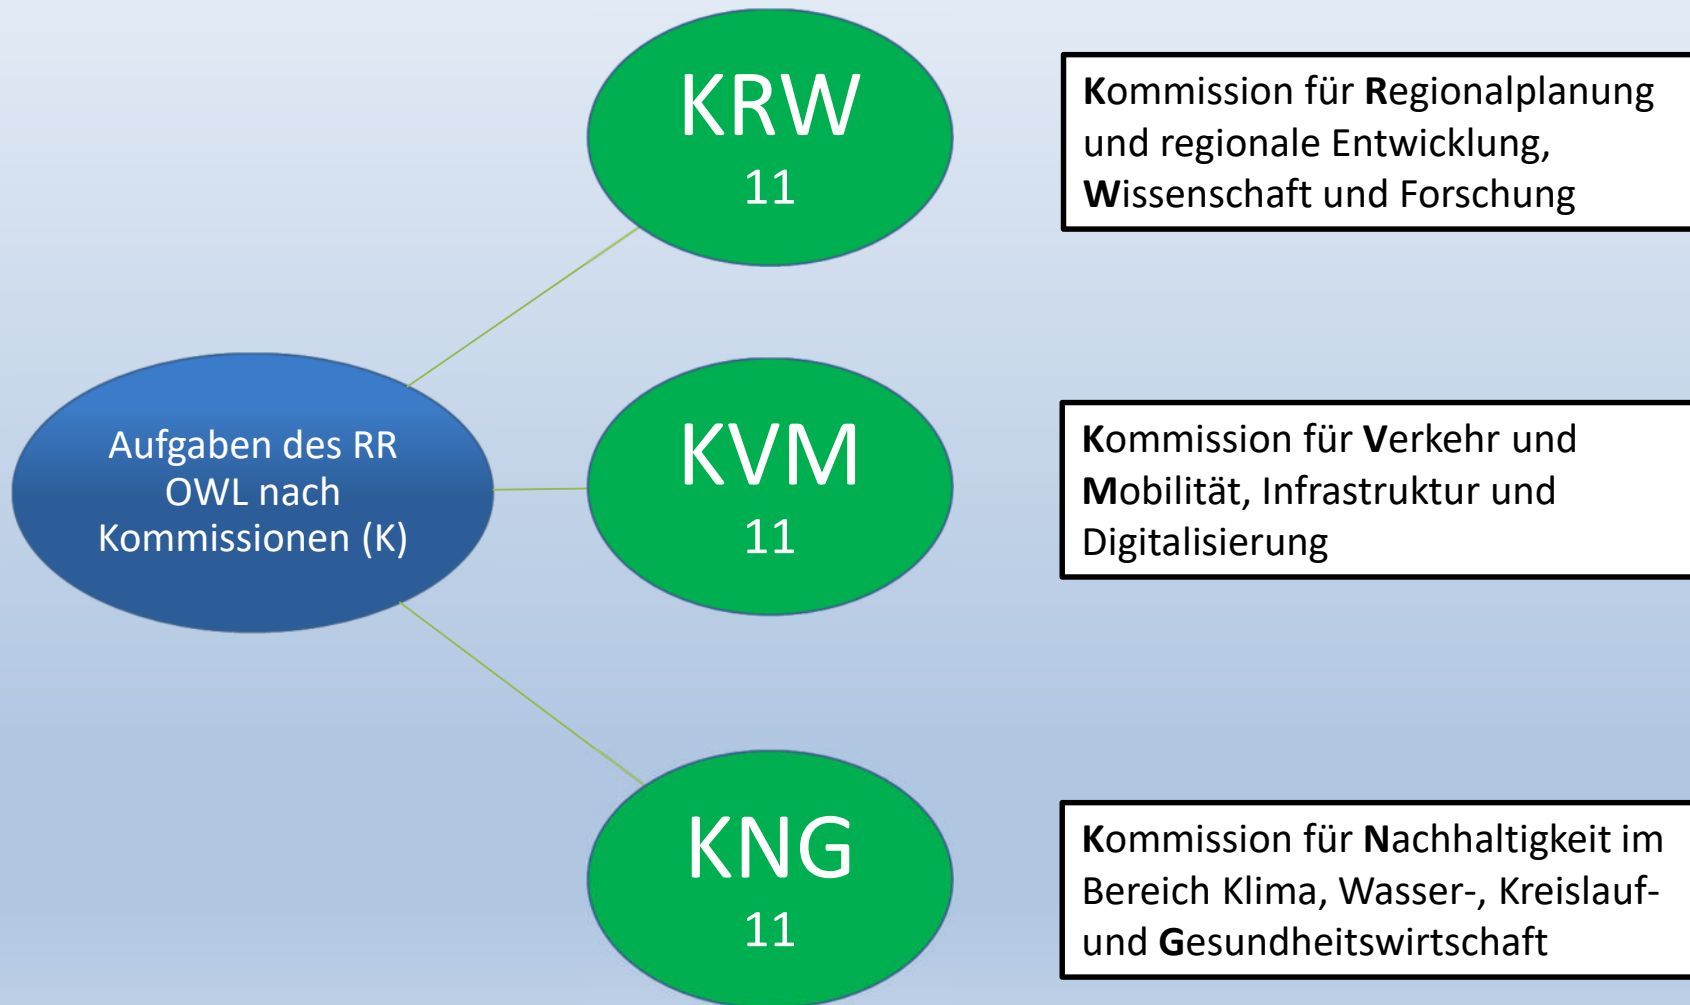 KRW
11
Kommission für Regionalplanung
und regionale Entwicklung,
Wissenschaft und Forschung
Aufgaben des RR
OWL nach
Kommissionen (K)
KVM
11
Kommission für Verkehr und
Mobilität, Infrastruktur und
Digitalisierung
KNG
11
Kommission für Nachhaltigkeit im
Bereich Klima, Wasser-, Kreislauf-
und Gesundheitswirtschaft